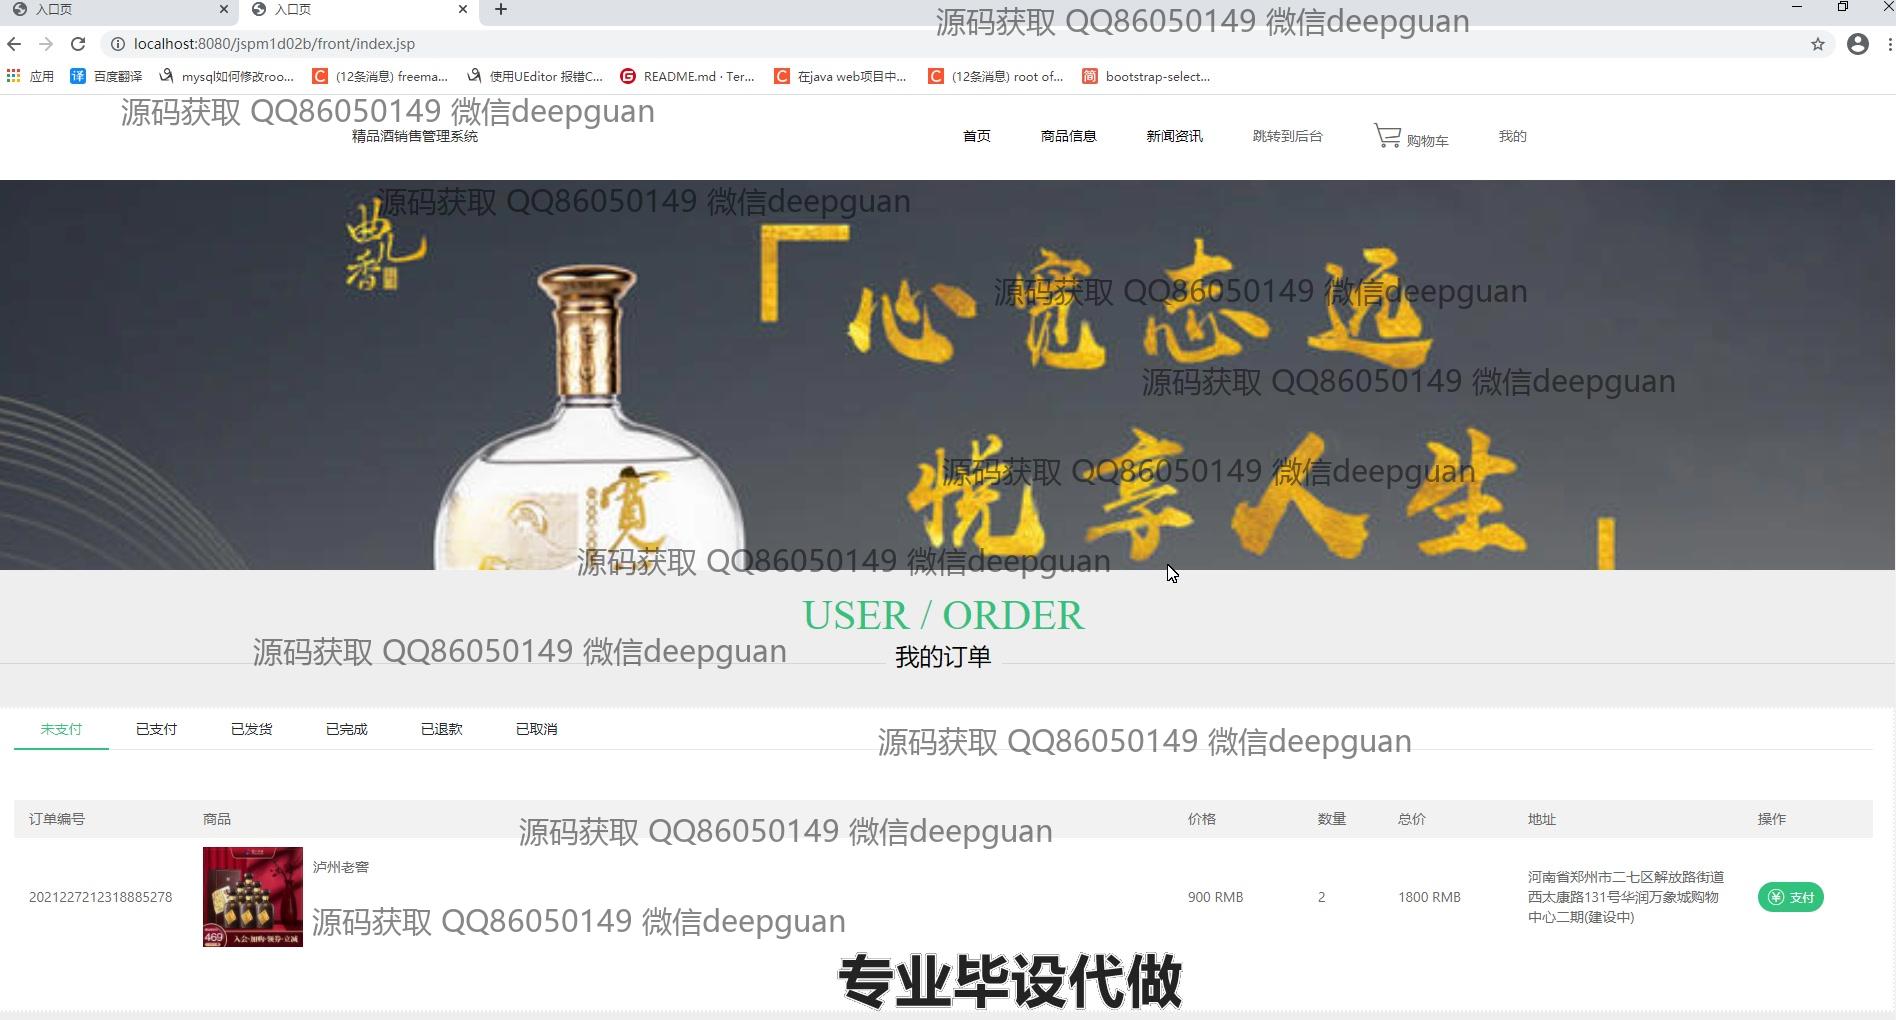 入口页
入口页
源码获取 QQ86050149 微信deepguan
localhost:8080/jspm1d02b/front/index.jsp
应用
译 百度翻译
mysql如何修改roo...
C (12条消息) freema...
使用UEditor 报错C...
G README.md · Ter...
C 在java web项目中...
C (12条消息) root of...
简 bootstrap-select...
源码获取 QQ86050149 微信deepguan
精品酒销售管理系统
首页
商品信息
新闻资讯
跳转到后台
购物车
我的
源码获取 QQ86050149 微信deepguan
「心宽志远
源码获取 QQ86050149 微信deepguan
源码获取 QQ86050149 微信deepguan
悦享人生」
源码获取 QQ86050149 微信deepguan
寬
源码获取 QQ86050149 微信deepguan
USER / ORDER
源码获取 QQ86050149 微信deepguan
我的订单
未支付
已支付
已发货
已完成
已退款
已取消
源码获取 QQ86050149 微信deepguan
订单编号
商品
价格
数量
总价
地址
操作
源码获取 QQ86050149 微信deepguan
2021227212318885278
469
入会·加购·领券·立减
泸州老窖
900 RMB
2
1800 RMB
河南省郑州市二七区解放路街道
西太康路131号华润万象城购物
中心二期(建设中)
支付
源码获取 QQ86050149 微信deepguan
专业毕设代做